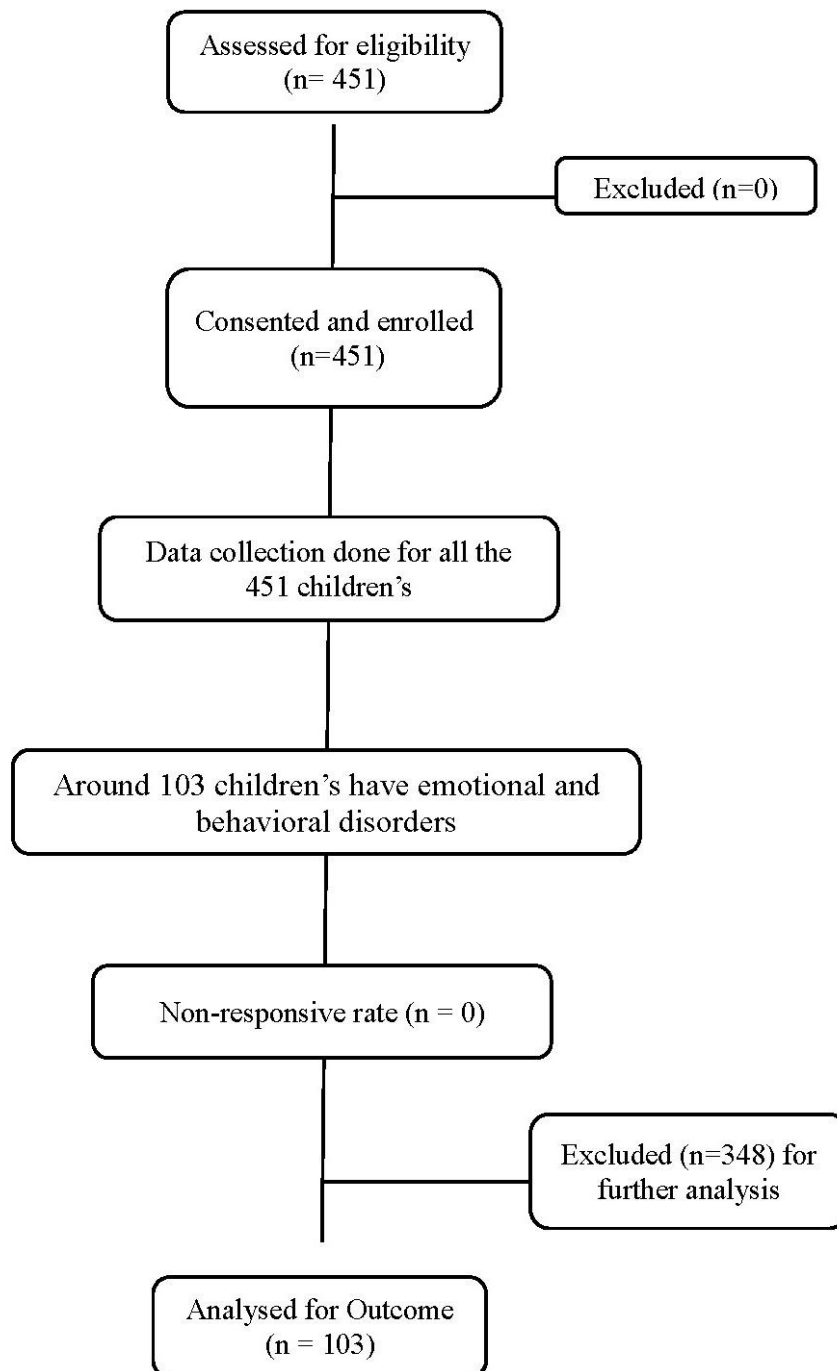 Assessed for eligibility
(n= 451)
Excluded (n=0)
Consented and enrolled
(n=451)
Data collection done for all the
451 children’s
Around 103 children’s have emotional and
behavioral disorders
Non-responsive rate (n = 0)
Excluded (n=348) for
further analysis
Analysed for Outcome
(n = 103)